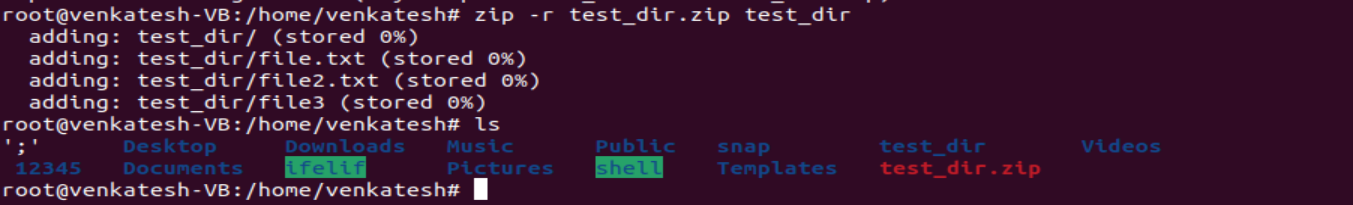 root@venkatesh-VB:/home/venkatesh# zip -r test_dir.zip test_dir
  adding: test_dir/ (stored 0%)
  adding: test_dir/file.txt (stored 0%)
  adding: test_dir/file2.txt (stored 0%)
  adding: test_dir/file3 (stored 0%)
root@venkatesh-VB:/home/venkatesh# ls
';'      Desktop    Downloads  Music     Public  snap       test_dir      Videos
 12345   Documents  ifelif     Pictures  shell   Templates  test_dir.zip
root@venkatesh-VB:/home/venkatesh#